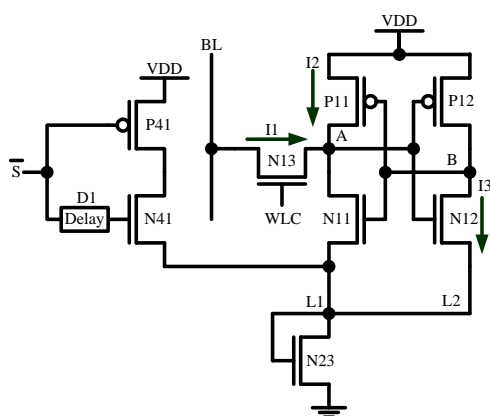 VDD
BL
I2
VDD
P11
P12
P41
I1
A
S̅
N13
B
D1
I3
Delay
N41
WLC
N11
N12
L1
L2
N23